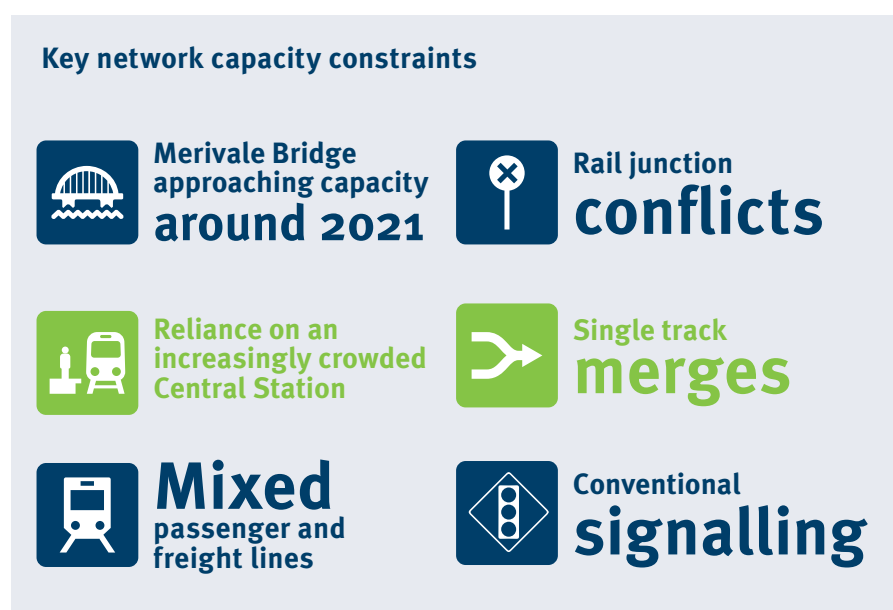 Key network capacity constraints
Merivale Bridge
approaching capacity
around 2021
Rail junction
conflicts
Reliance on an
increasingly crowded
Central Station
Single track
merges
Mixed
passenger and
freight lines
Conventional
signalling